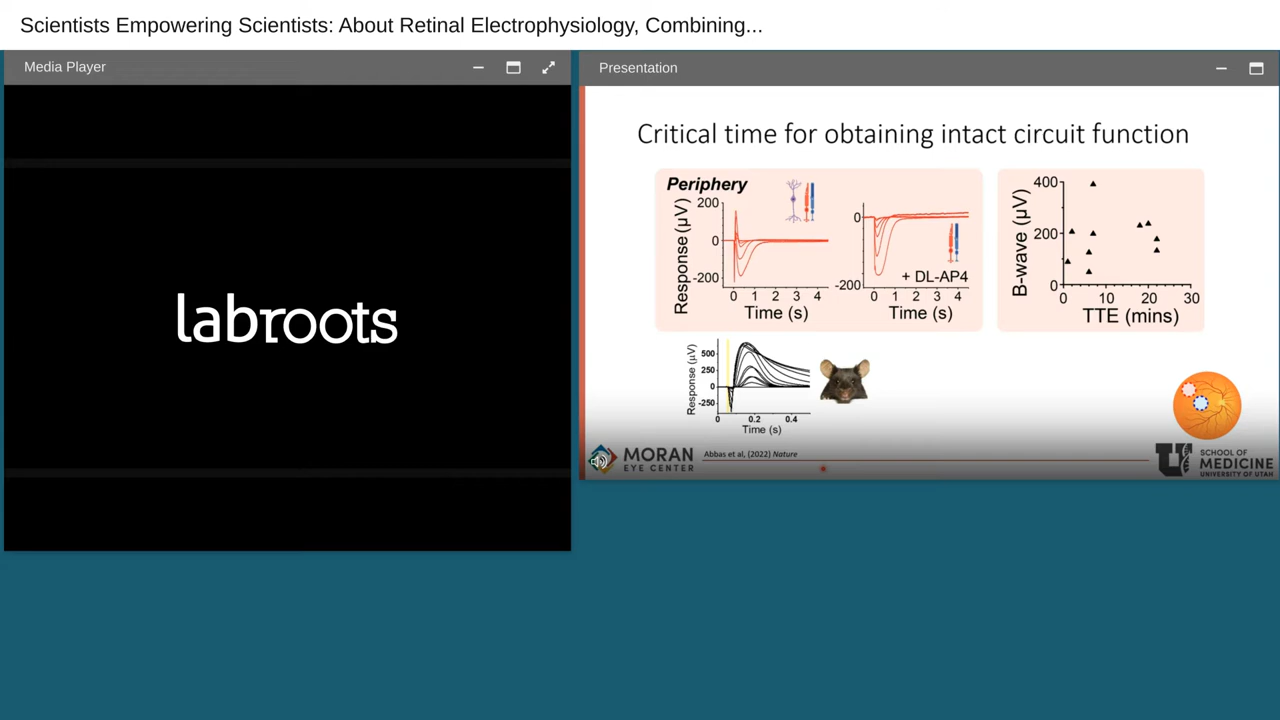 Scientists Empowering Scientists: About Retinal Electrophysiology, Combining...
Media Player
Presentation
labroots
Critical time for obtaining intact circuit function
Periphery
Response (µV)
200
0
-200
0 1 2 3 4
Time (s)
0
-200
+ DL-AP4
0 1 2 3 4
Time (s)
B-wave (µV)
400
200
0
0 10 20 30
TTE (mins)
Response (µV)
500
250
0
-250
0 0.2 0.4
Time (s)
MORAN
EYE CENTER
Abbas et al, (2022) Nature
SCHOOL OF
MEDICINE
UNIVERSITY OF UTAH